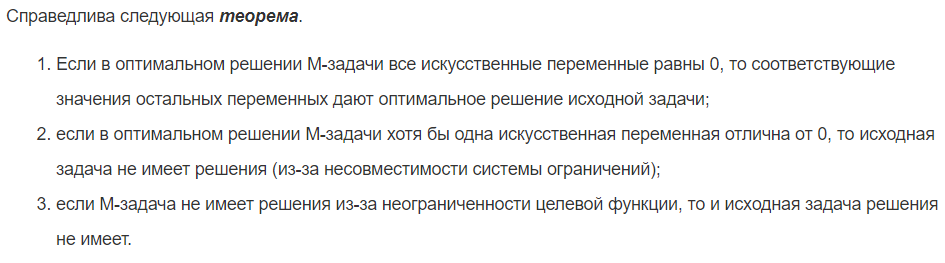 Справедлива следующая теорема.
1. Если в оптимальном решении М-задачи все искусственные переменные равны 0, то соответствующие
значения остальных переменных дают оптимальное решение исходной задачи;
2. если в оптимальном решении М-задачи хотя бы одна искусственная переменная отлична от 0, то исходная
задача не имеет решения (из-за несовместимости системы ограничений);
3. если М-задача не имеет решения из-за неограниченности целевой функции, то и исходная задача решения
не имеет.